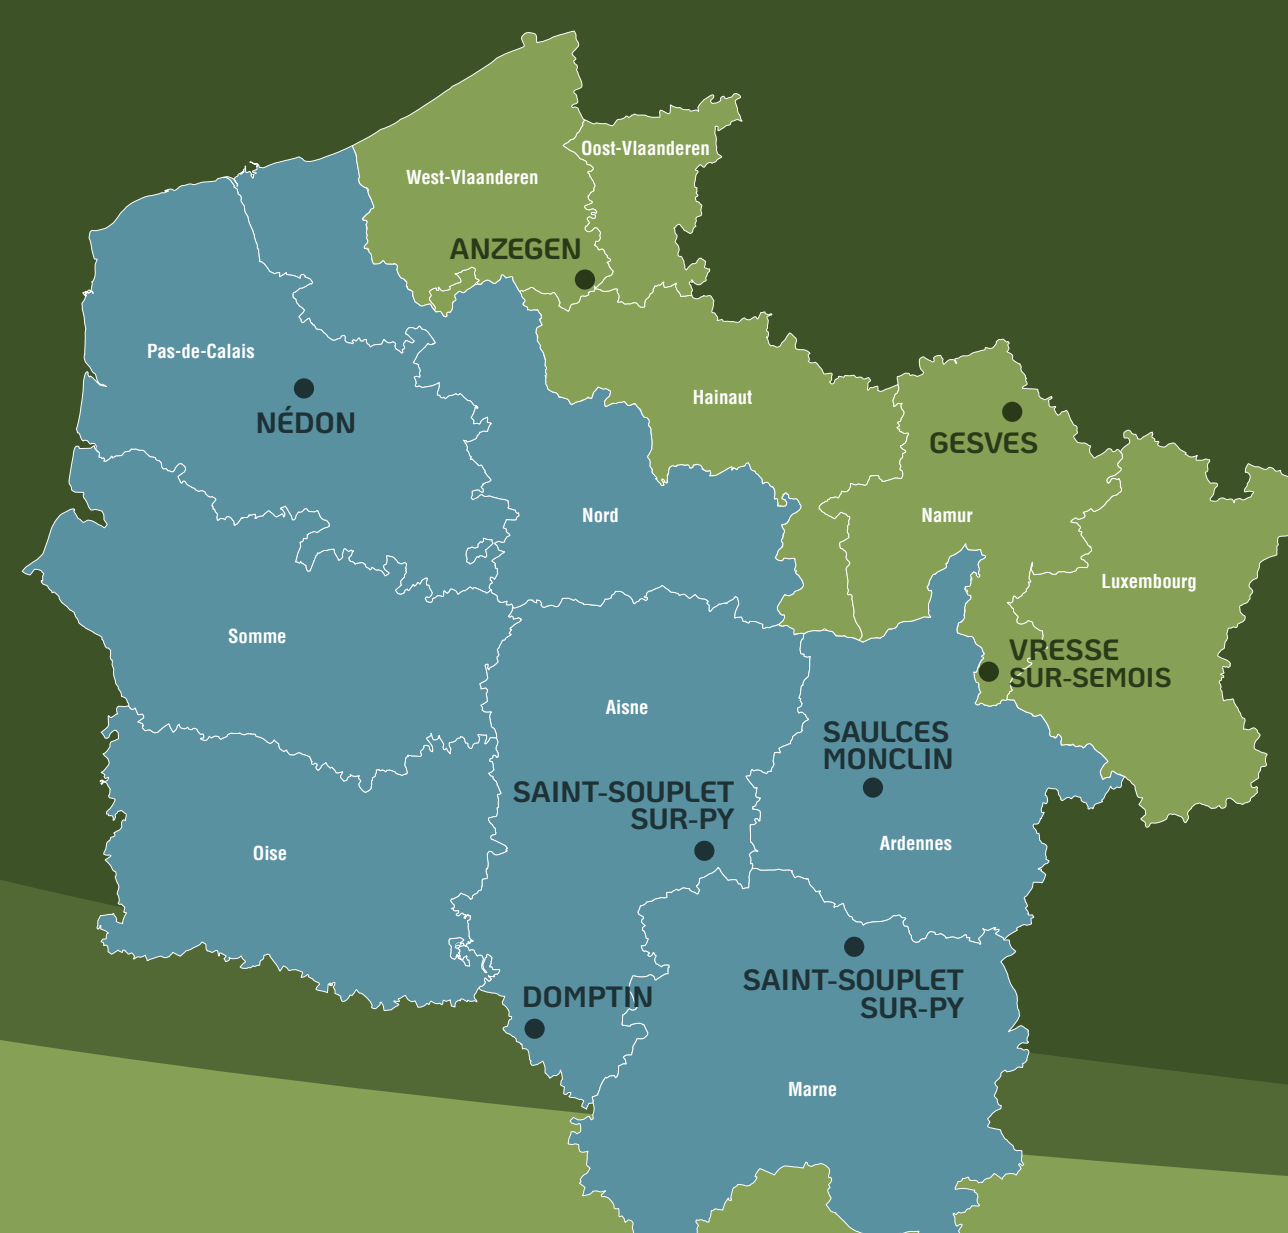 Oost-Vlaanderen
West-Vlaanderen
ANZEGEN
Pas-de-Calais
NÉDON
Hainaut
GESVES
Nord
Namur
Luxembourg
Somme
VRESSE
SUR-SEMOIS
Aisne
SAULCES
MONCLIN
SAINT-SOUPLET
SUR-PY
Oise
Ardennes
DOMPTIN
SAINT-SOUPLET
SUR-PY
Marne